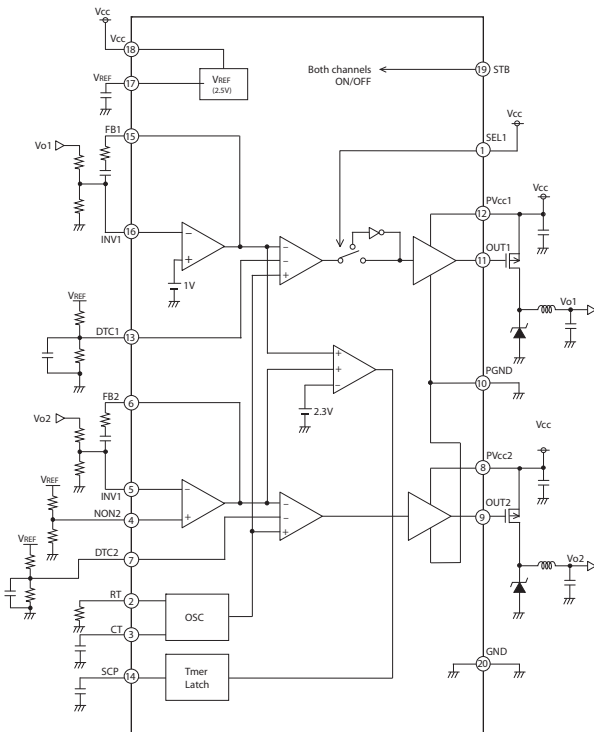 Vcc
Vcc
18
VREF
17
VREF
(2.5V)
Both channels
ON/OFF
19
STB
FB1
15
Vo1
Vcc
SEL1
1
PVcc1
12
Vcc
16
INV1
1V
OUT1
11
Vo1
VREF
DTC1
13
PGND
10
FB2
6
2.3V
Vo2
Vcc
PVcc2
8
5
INV1
OUT2
9
VREF
NON2
4
VREF
DTC2
7
Vo2
RT
2
OSC
CT
3
GND
20
SCP
14
Tmer
Latch